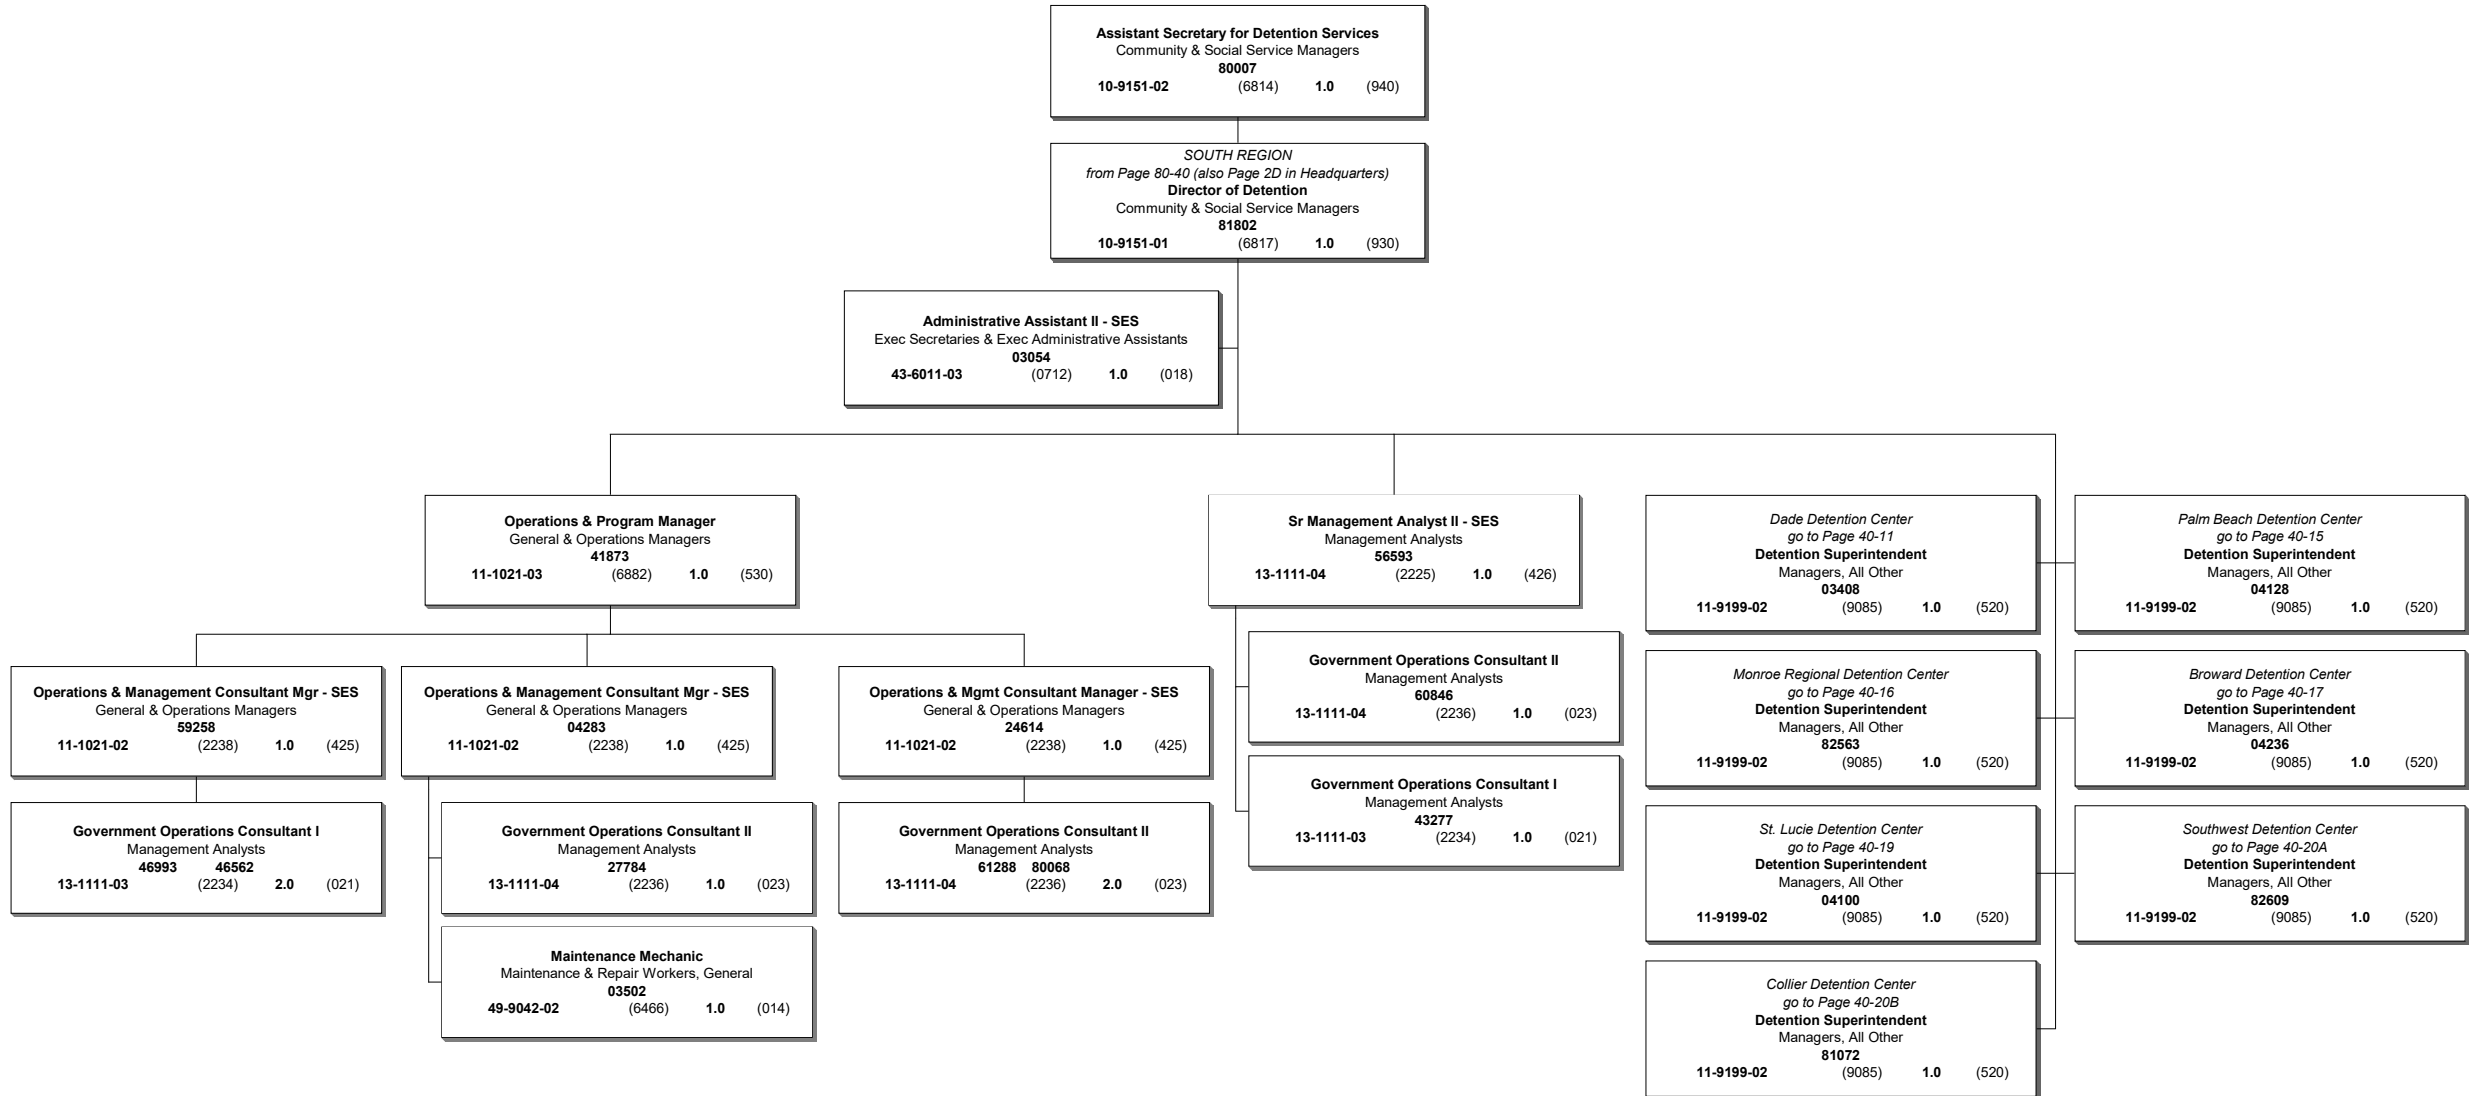 Assistant Secretary for Detention Services
Community & Social Service Managers
80007
10-9151-02 (6814) 1.0 (940)
SOUTH REGION
from Page 80-40 (also Page 2D in Headquarters)
Director of Detention
Community & Social Service Managers
81802
10-9151-01 (6817) 1.0 (930)
Administrative Assistant II - SES
Exec Secretaries & Exec Administrative Assistants
03054
43-6011-03 (0712) 1.0 (018)
Operations & Program Manager
General & Operations Managers
41873
11-1021-03 (6882) 1.0 (530)
Operations & Management Consultant Mgr - SES
General & Operations Managers
59258
11-1021-02 (2238) 1.0 (425)
Government Operations Consultant I
Management Analysts
46993 46562
13-1111-03 (2234) 2.0 (021)
Operations & Management Consultant Mgr - SES
General & Operations Managers
04283
11-1021-02 (2238) 1.0 (425)
Government Operations Consultant II
Management Analysts
27784
13-1111-04 (2236) 1.0 (023)
Maintenance Mechanic
Maintenance & Repair Workers, General
03502
49-9042-02 (6466) 1.0 (014)
Operations & Mgmt Consultant Manager - SES
General & Operations Managers
24614
11-1021-02 (2238) 1.0 (425)
Government Operations Consultant II
Management Analysts
61288 80068
13-1111-04 (2236) 2.0 (023)
Sr Management Analyst II - SES
Management Analysts
56593
13-1111-04 (2225) 1.0 (426)
Government Operations Consultant II
Management Analysts
60846
13-1111-04 (2236) 1.0 (023)
Government Operations Consultant I
Management Analysts
43277
13-1111-03 (2234) 1.0 (021)
Dade Detention Center
go to Page 40-11
Detention Superintendent
Managers, All Other
03408
11-9199-02 (9085) 1.0 (520)
Palm Beach Detention Center
go to Page 40-15
Detention Superintendent
Managers, All Other
04128
11-9199-02 (9085) 1.0 (520)
Monroe Regional Detention Center
go to Page 40-16
Detention Superintendent
Managers, All Other
82563
11-9199-02 (9085) 1.0 (520)
Broward Detention Center
go to Page 40-17
Detention Superintendent
Managers, All Other
04236
11-9199-02 (9085) 1.0 (520)
St. Lucie Detention Center
go to Page 40-19
Detention Superintendent
Managers, All Other
04100
11-9199-02 (9085) 1.0 (520)
Southwest Detention Center
go to Page 40-20A
Detention Superintendent
Managers, All Other
82609
11-9199-02 (9085) 1.0 (520)
Collier Detention Center
go to Page 40-20B
Detention Superintendent
Managers, All Other
81072
11-9199-02 (9085) 1.0 (520)